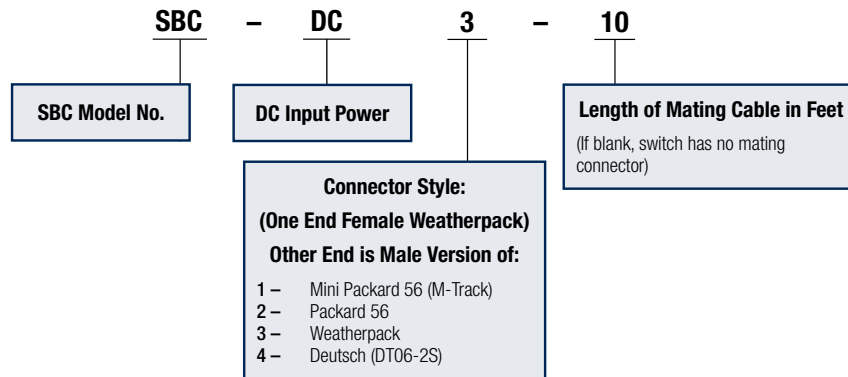 SBC – DC 3 – 10
SBC Model No.
DC Input Power
Length of Mating Cable in Feet
(If blank, switch has no mating
connector)
Connector Style:
(One End Female Weatherpack)
Other End is Male Version of:
1 – Mini Packard 56 (M-Track)
2 – Packard 56
3 – Weatherpack
4 – Deutsch (DT06-2S)